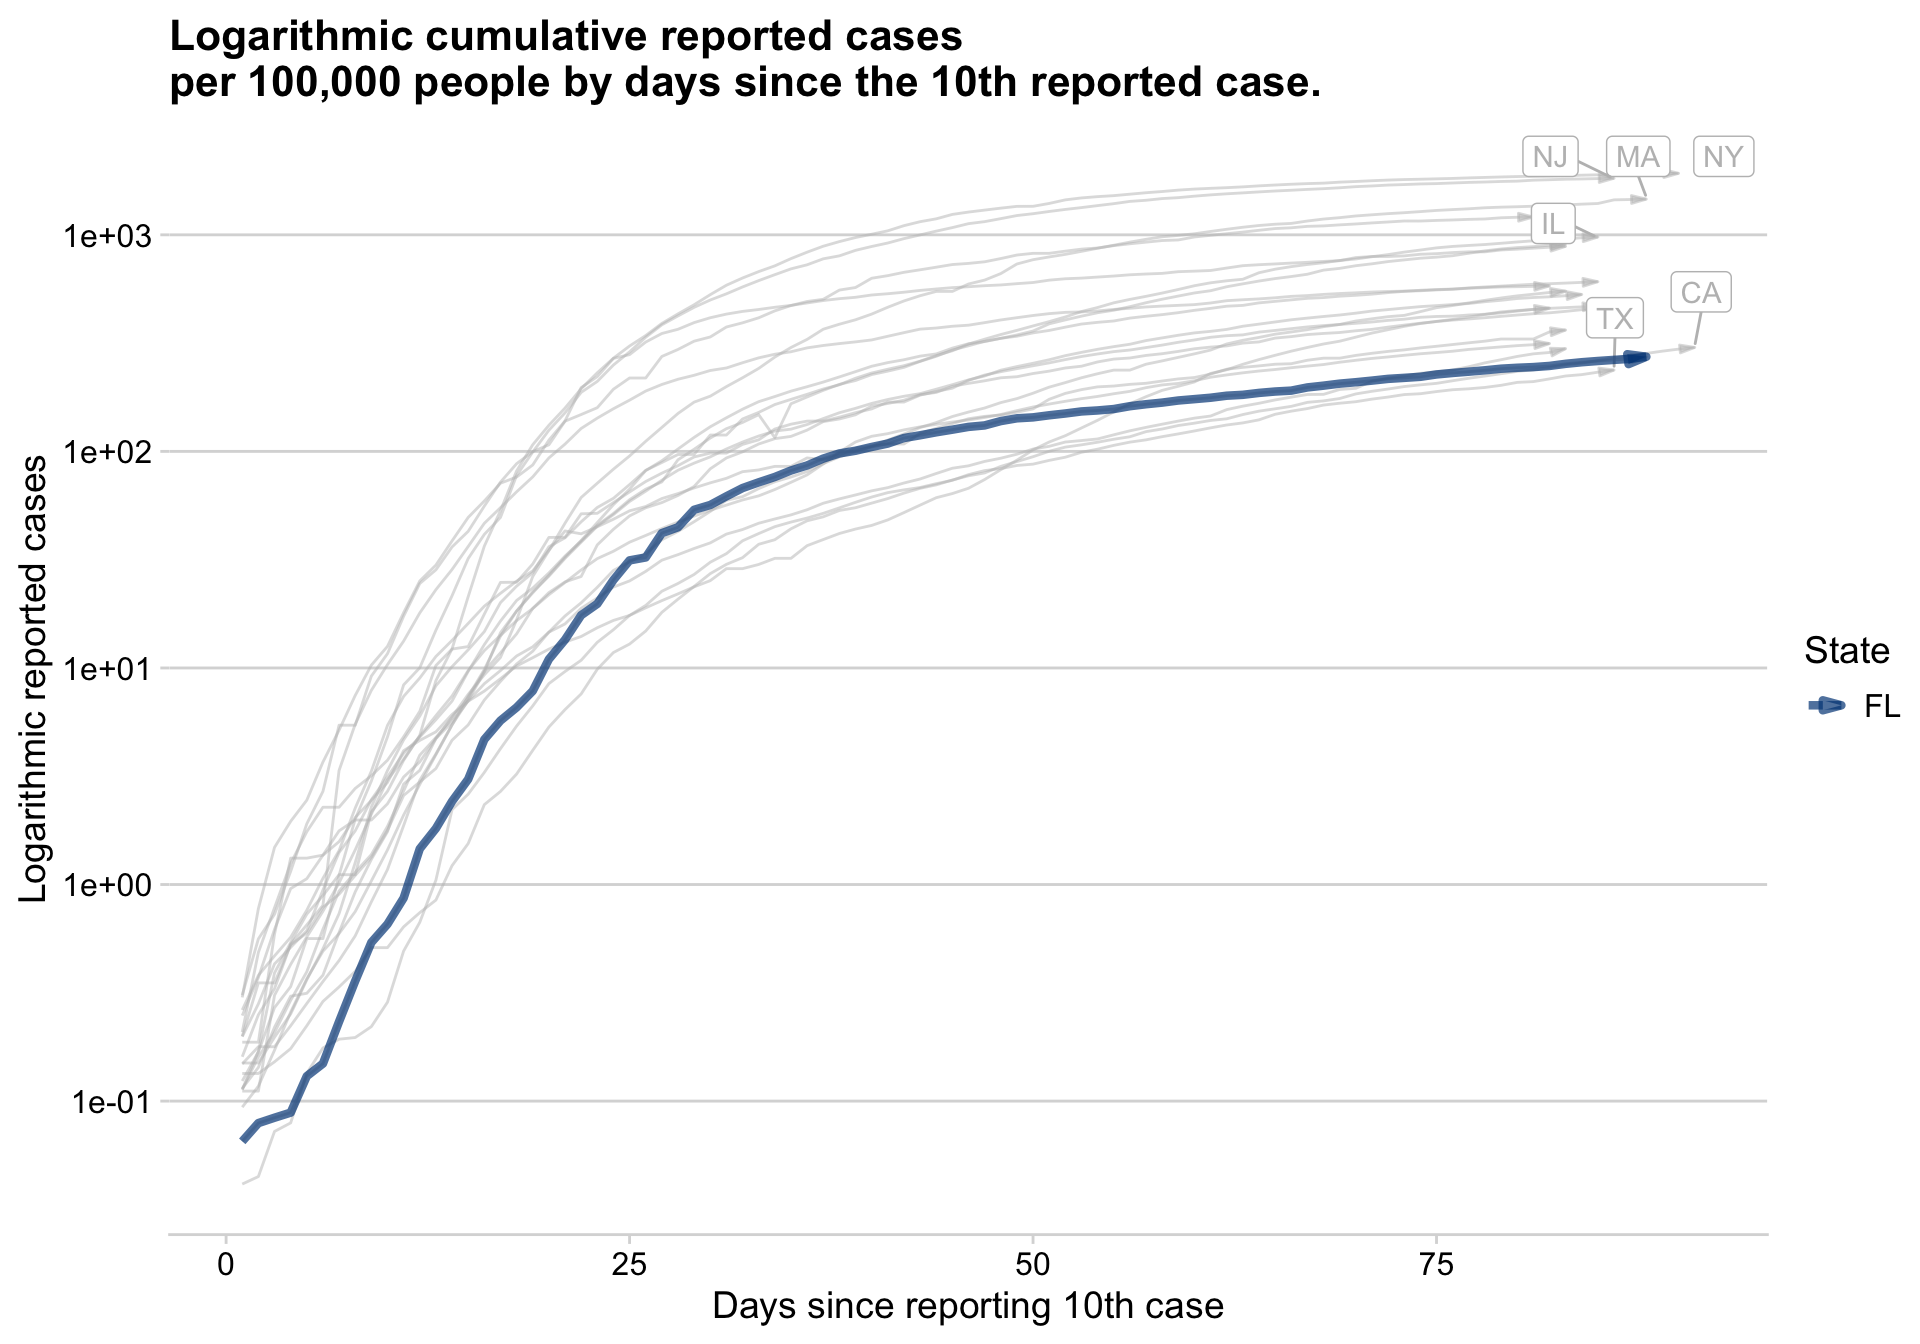 Logarithmic cumulative reported cases
per 100,000 people by days since the 10th reported case.
NJ
MA
NY
IL
CA
TX
1e+03
1e+02
1e+01
1e+00
1e-01
Logarithmic reported cases
0
25
50
75
Days since reporting 10th case
State
FL